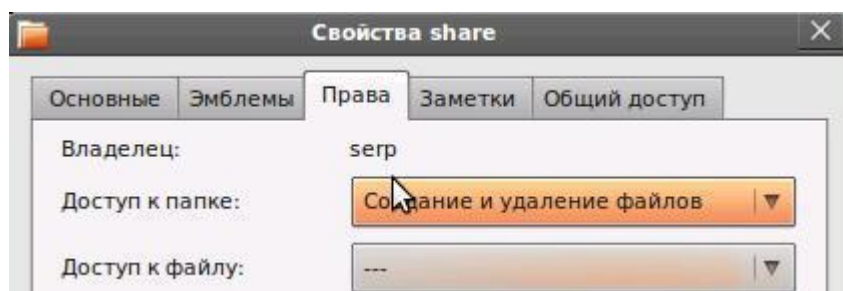 Свойства share
Основные Эмблемы Права Заметки Общий доступ
Владелец: serp
Доступ к папке: Создание и удаление файлов
Доступ к файлу: ---